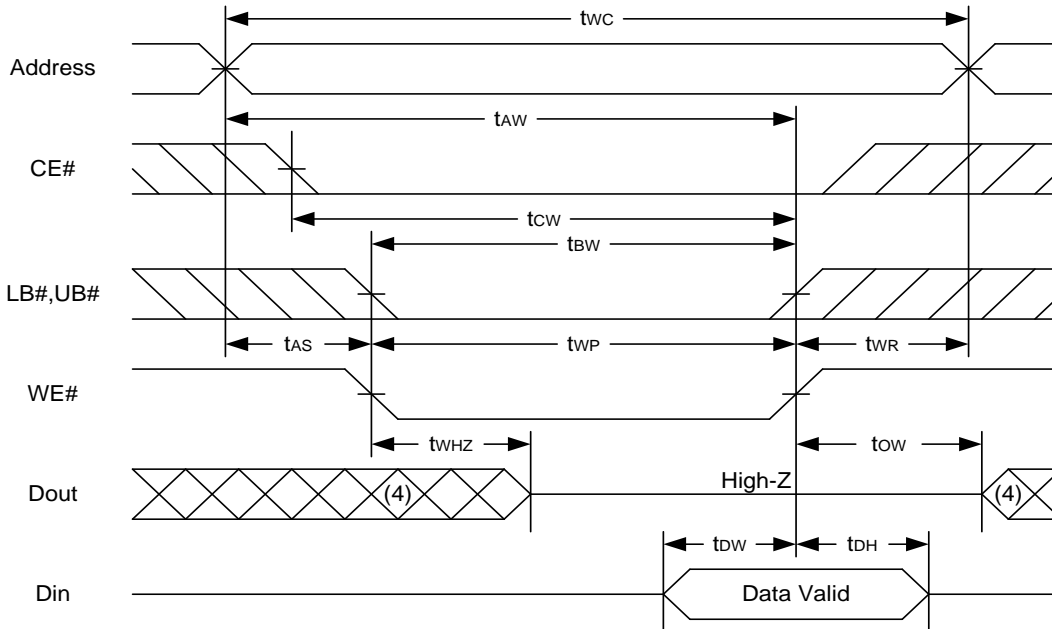 tWC
Address
tAW
CE#
tCW
tBW
LB#,UB#
tAS
tWP
tWR
WE#
tWHZ
tOW
High-Z
Dout
(4)
(4)
tDW
tDH
Din
Data Valid